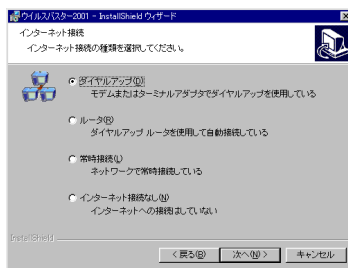 ウイルスバスター2001 - InstallShield ウィザード
インターネット接続
インターネット接続の種類を選択してください。
ダイヤルアップ(D)
モデムまたはターミナルアダプタでダイヤルアップを使用している
ルータ(R)
ダイヤルアップ ルータを使用して自動接続している
常時接続(L)
ネットワークで常時接続している
インターネット接続なし(N)
インターネットへの接続はしていない
InstallShield
< 戻る(B)
次へ(N) >
キャンセル